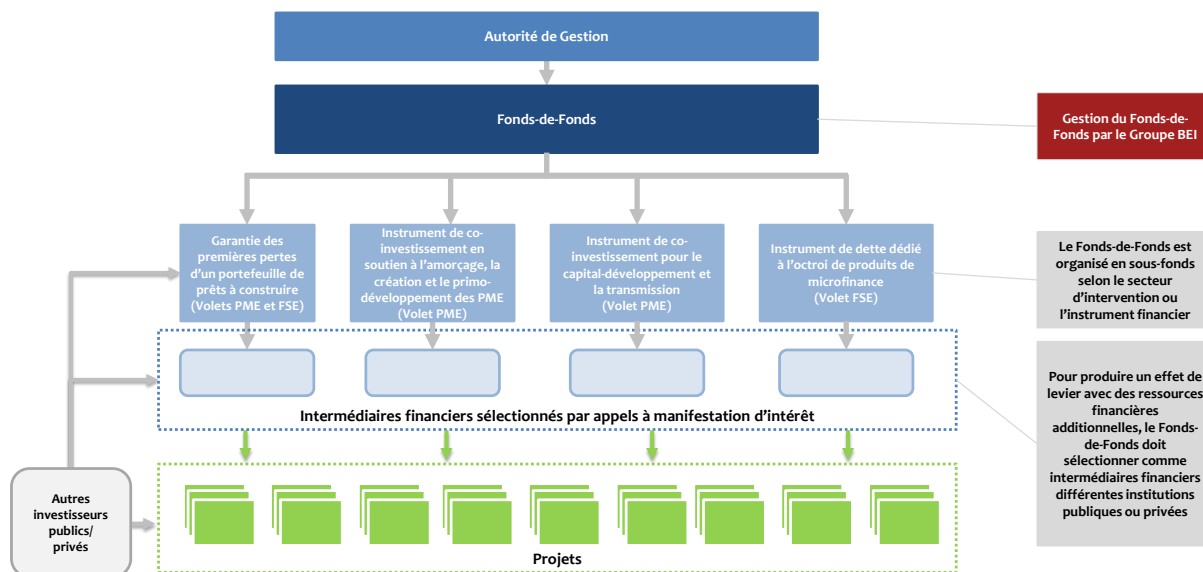 Autorité de Gestion
Fonds-de-Fonds
Gestion du Fonds-de-
Fonds par le Groupe BEI
Garantie des
premières pertes
d'un portefeuille de
prêts à construire
(Volets PME et FSE)
Instrument de co-
investissement en
soutien à l'amorçage, la
création et le primo-
développement des PME
(Volet PME)
Instrument de co-
investissement pour le
capital-développement et
la transmission
(Volet PME)
Instrument de dette dédié
à l'octroi de produits de
microfinance
(Volet FSE)
Le Fonds-de-Fonds est
organisé en sous-fonds
selon le secteur
d'intervention ou
l'instrument financier
Intermédiaires financiers sélectionnés par appels à manifestation d'intérêt
Pour produire un effet de
levier avec des ressources
financières
additionnelles, le Fonds-
de-Fonds doit
sélectionner comme
intermédiaires financiers
différentes institutions
publiques ou privées
Autres
investisseurs
publics/
privés
Projets